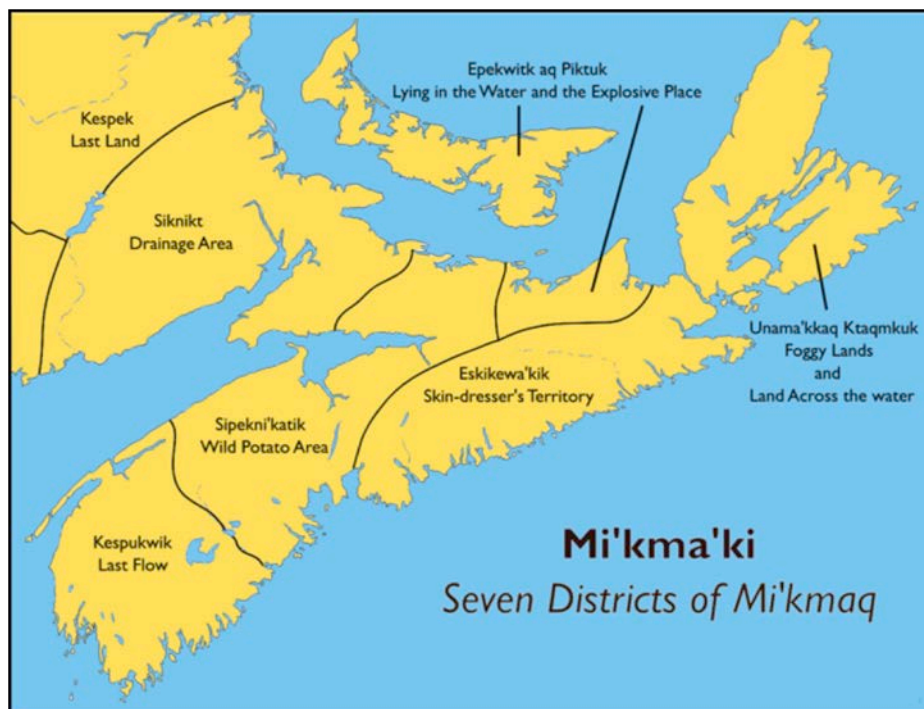 Epekwitk aq Piktuk
Lying in the Water and the Explosive Place
Kespek
Last Land
Siknikt
Drainage Area
Unama'kkaq Ktaqmkuk
Foggy Lands
and
Land Across the water
Eskikewa'kik
Skin-dresser's Territory
Sipekni'katik
Wild Potato Area
Kespukwik
Last Flow
Mi'kma'ki
Seven Districts of Mi'kmaq